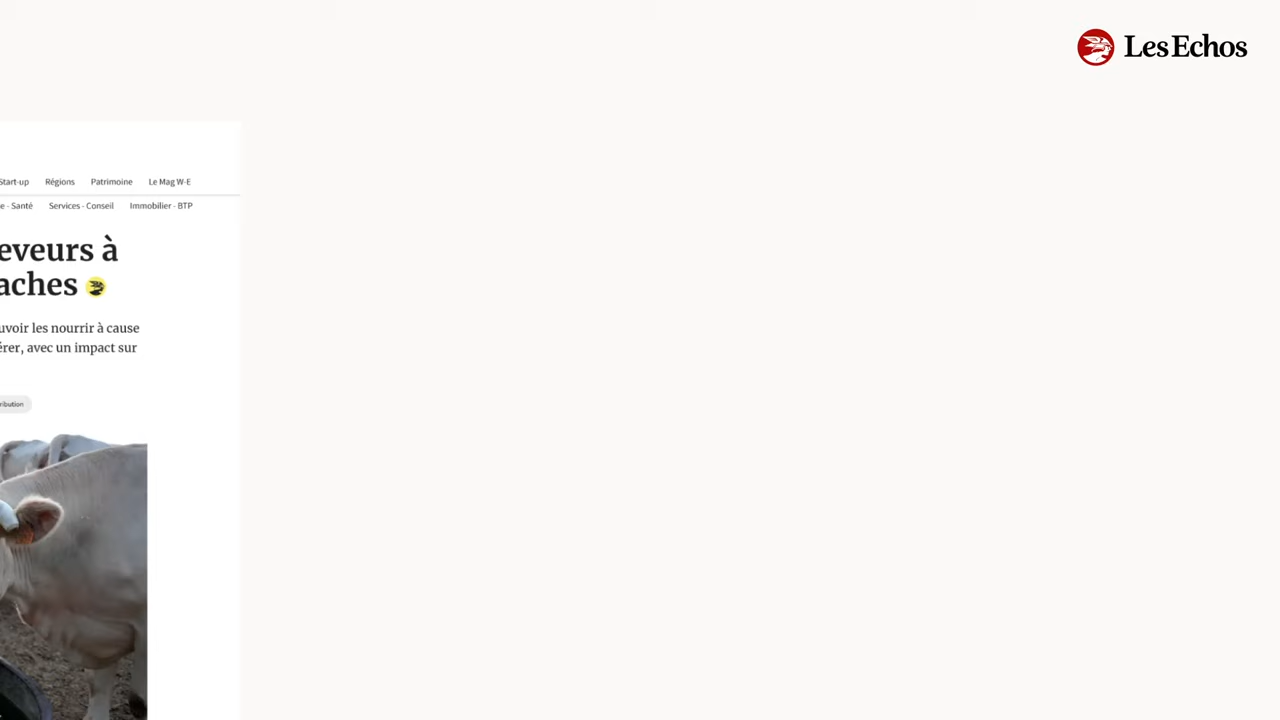 Les Echos
Start-up Régions Patrimoine Le Mag W-E
e - Santé Services - Conseil Immobilier - BTP
eveurs à
aches
uvoir les nourrir à cause
érer, avec un impact sur
ribution